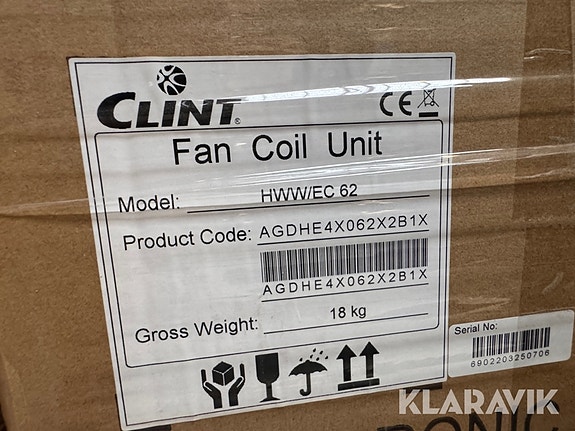 CLINT®
CE
Fan Coil Unit
Model: HWW/EC 62
Product Code: AGDHE4X062X2B1X
AGDHE4X062X2B1X
Gross Weight: 18 kg
Serial No:
6902203250706
KLARAVIK
RONIC